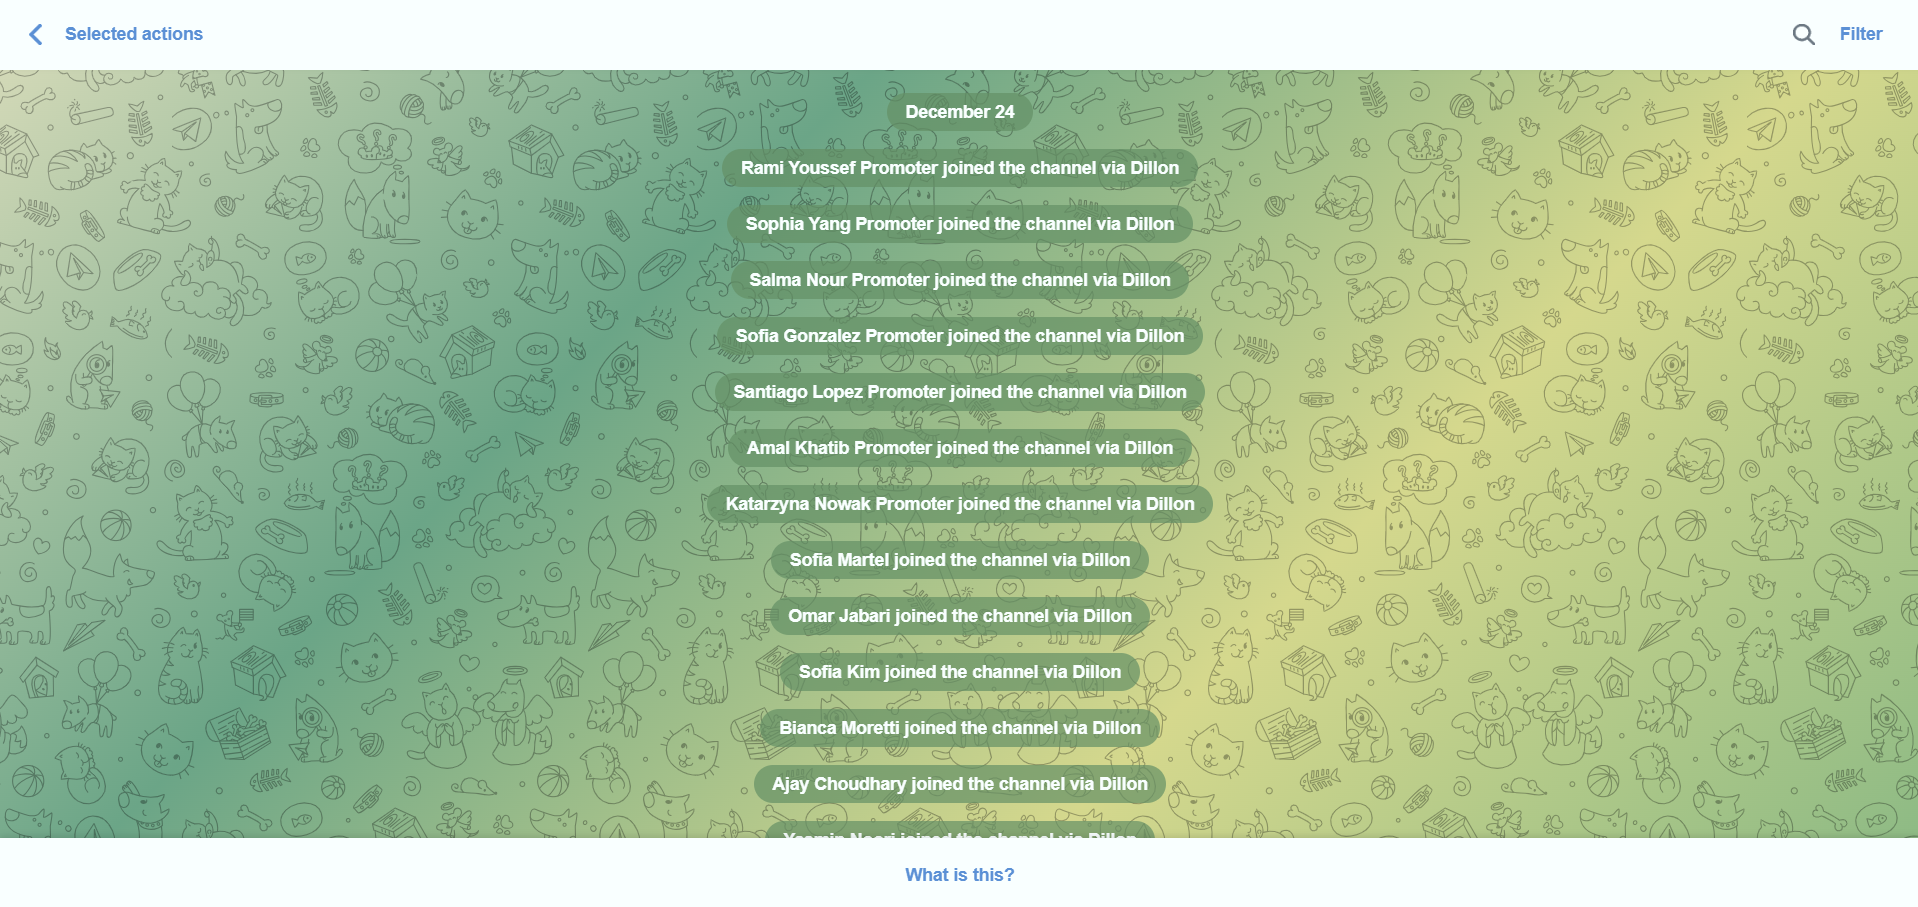 Selected actions
Filter
December 24
Rami Youssef Promoter joined the channel via Dillon
Sophia Yang Promoter joined the channel via Dillon
Salma Nour Promoter joined the channel via Dillon
Sofia Gonzalez Promoter joined the channel via Dillon
Santiago Lopez Promoter joined the channel via Dillon
Amal Khatib Promoter joined the channel via Dillon
Katarzyna Nowak Promoter joined the channel via Dillon
Sofia Martel joined the channel via Dillon
Omar Jabari joined the channel via Dillon
Sofia Kim joined the channel via Dillon
Bianca Moretti joined the channel via Dillon
Ajay Choudhary joined the channel via Dillon
joined the channel via Dillon
What is this?